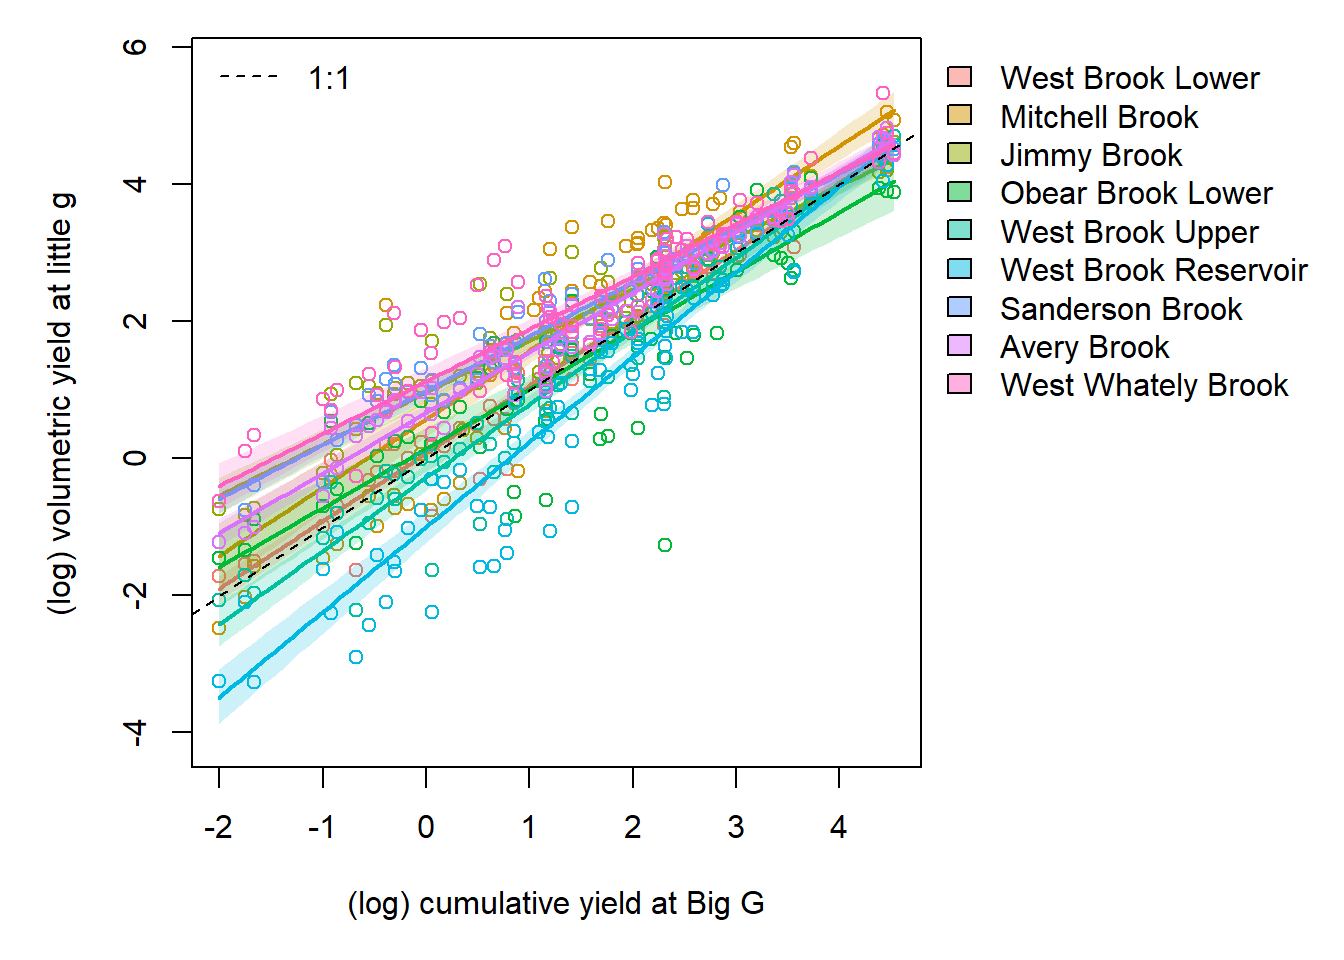 1:1
West Brook Lower
Mitchell Brook
Jimmy Brook
Obear Brook Lower
West Brook Upper
West Brook Reservoir
Sanderson Brook
Avery Brook
West Whately Brook
(log) volumetric yield at little g
6
4
2
0
-2
-4
-2 -1 0 1 2 3 4
(log) cumulative yield at Big G